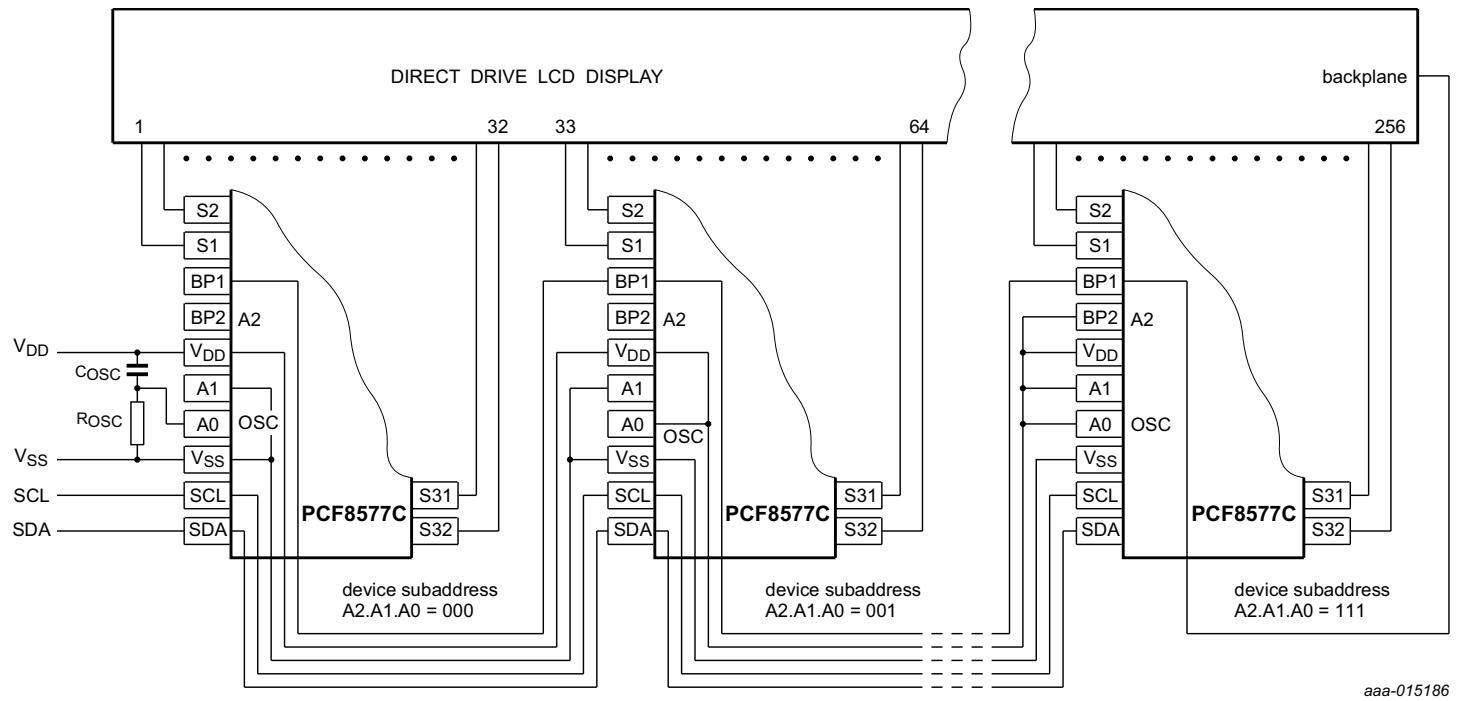 DIRECT DRIVE LCD DISPLAY
backplane
1 32 33 64 256
S2 S2 S2
S1 S1 S1
BP1 BP1 BP1
BP2 A2 BP2 A2 BP2 A2
VDD VDD VDD VDD
COSC
A1 A1 A1
ROSC A0 OSC A0 OSC A0 OSC
VSS VSS VSS VSS
SCL SCL S31 SCL S31 SCL S31
PCF8577C PCF8577C PCF8577C
SDA SDA S32 SDA S32 SDA S32
device subaddress
A2.A1.A0 = 000
device subaddress
A2.A1.A0 = 001
device subaddress
A2.A1.A0 = 111
aaa-015186